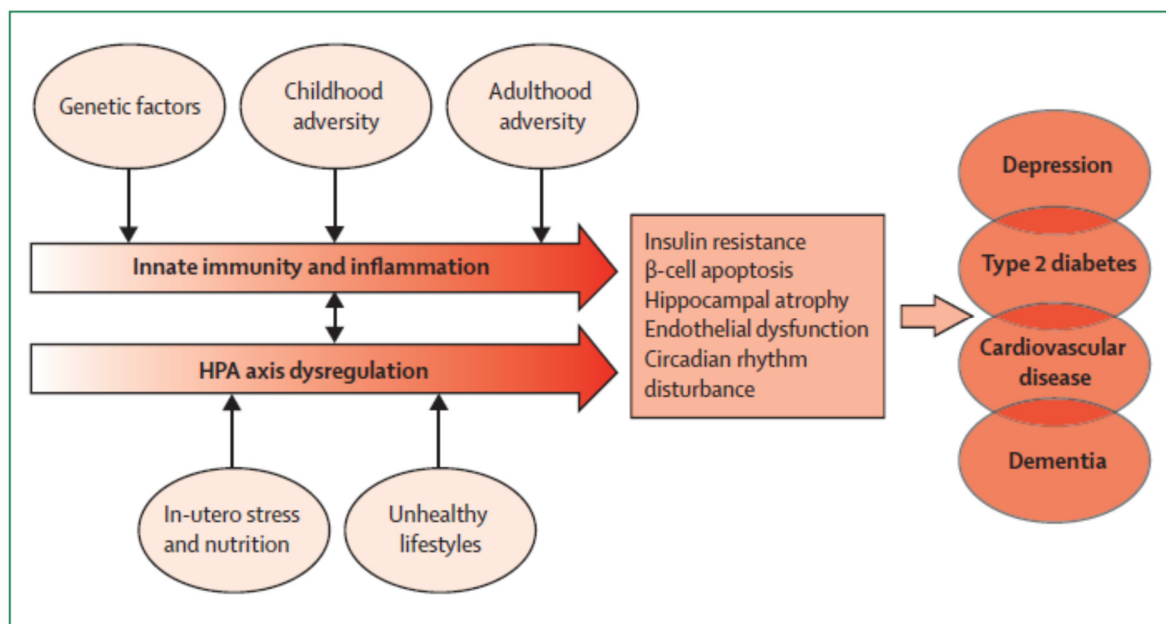 Genetic factors
Childhood
adversity
Adulthood
adversity
Innate immunity and inflammation
HPA axis dysregulation
In-utero stress
and nutrition
Unhealthy
lifestyles
Insulin resistance
β-cell apoptosis
Hippocampal atrophy
Endothelial dysfunction
Circadian rhythm
disturbance
Depression
Type 2 diabetes
Cardiovascular
disease
Dementia